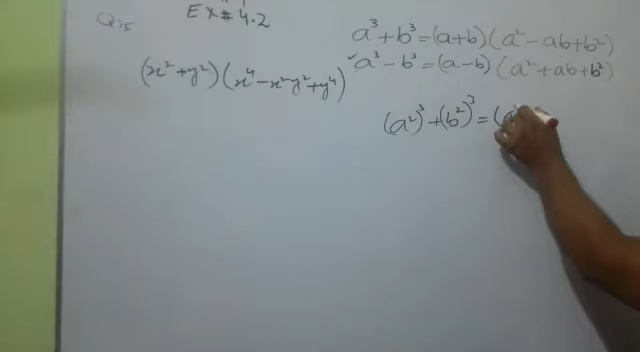 EX# 4.2
Q:5
a³ + b³ = (a+b) (a² - ab + b²)
✓a³ - b³ = (a-b) (a² + ab + b²)
(x² + y²) (x⁴ - x²y² + y⁴)
(a²)³ + (b²)³ = (a²